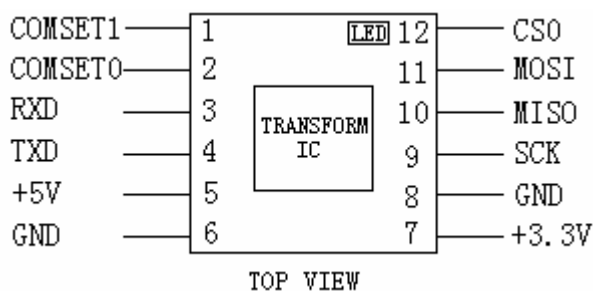 COMSET1 1 LED 12 CS0
COMSET0 2 11 MOSI
RXD 3 TRANSFORM 10 MISO
TXD 4 IC 9 SCK
+5V 5 8 GND
GND 6 7 +3.3V
TOP VIEW